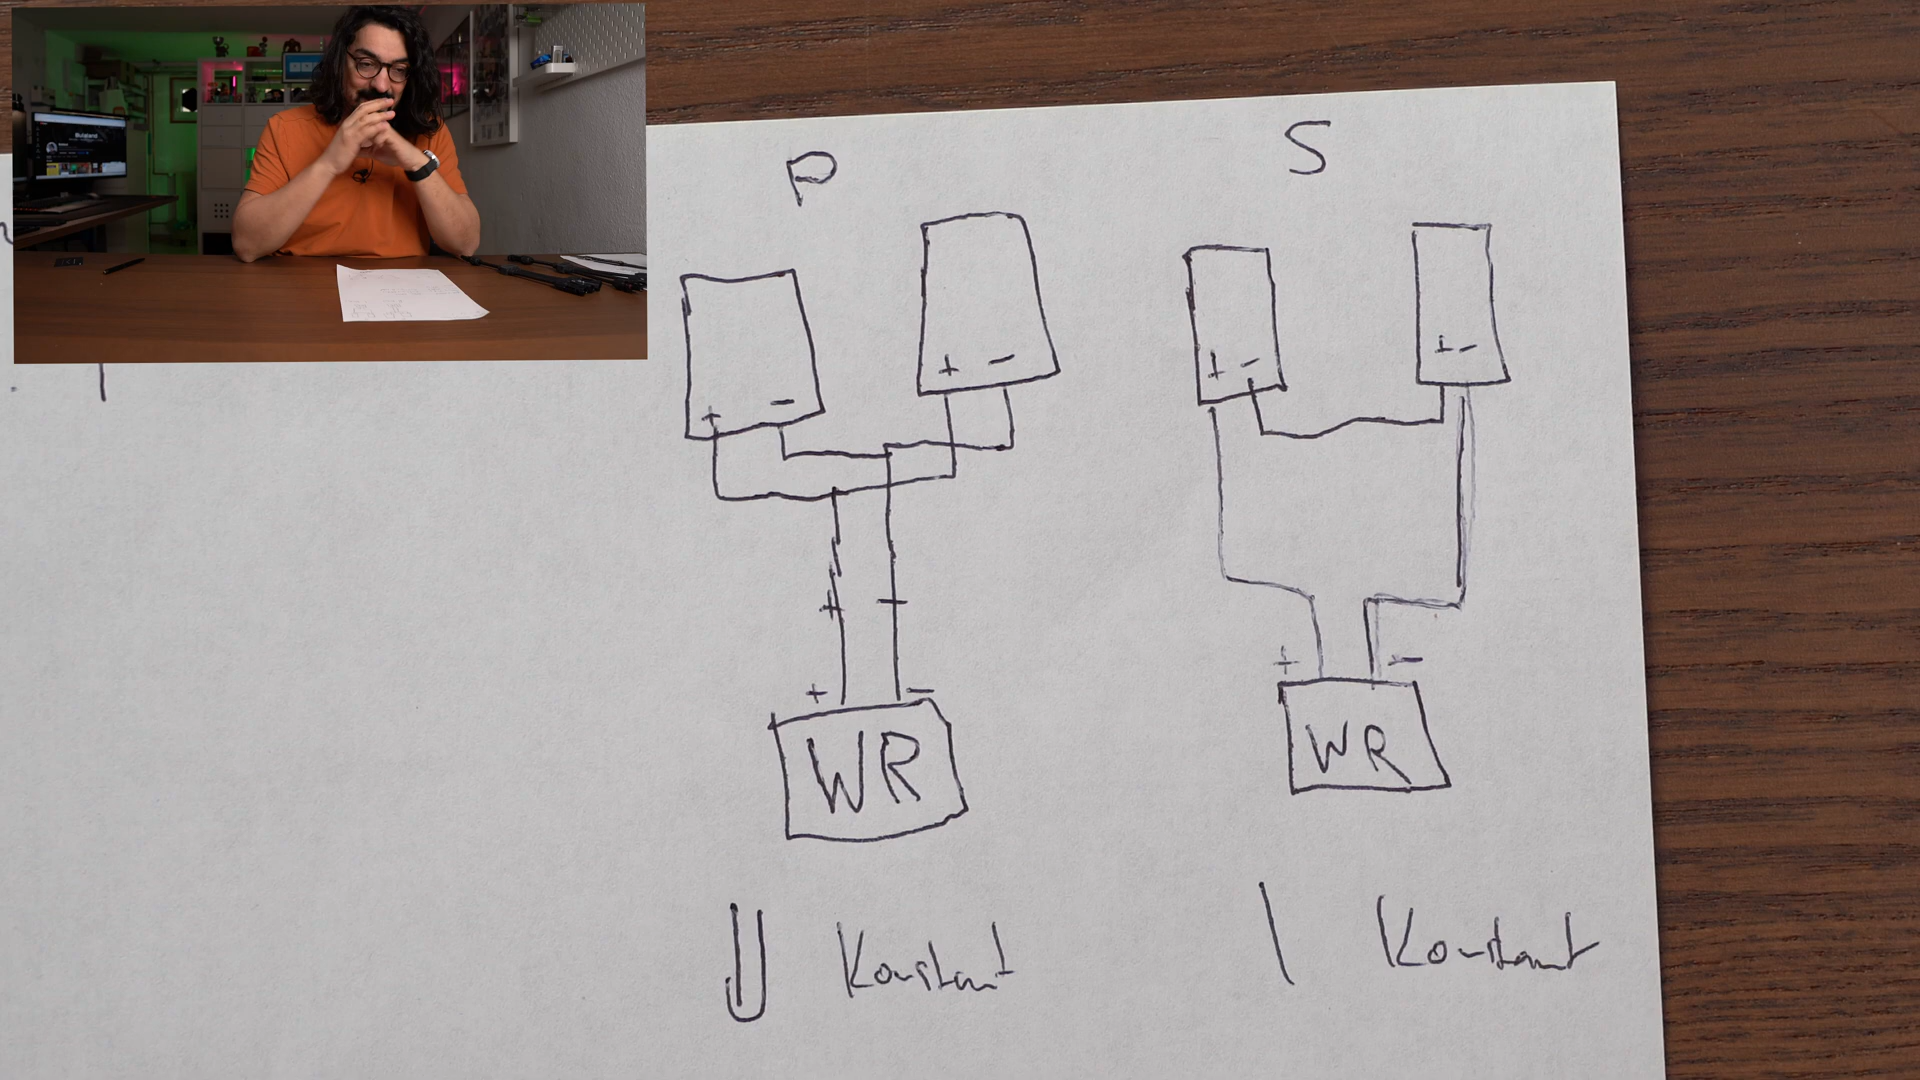 P
S
+ -
+ -
+ -
+ -
+ -
+ -
+ -
WR
WR
U Konstant
I Konstant